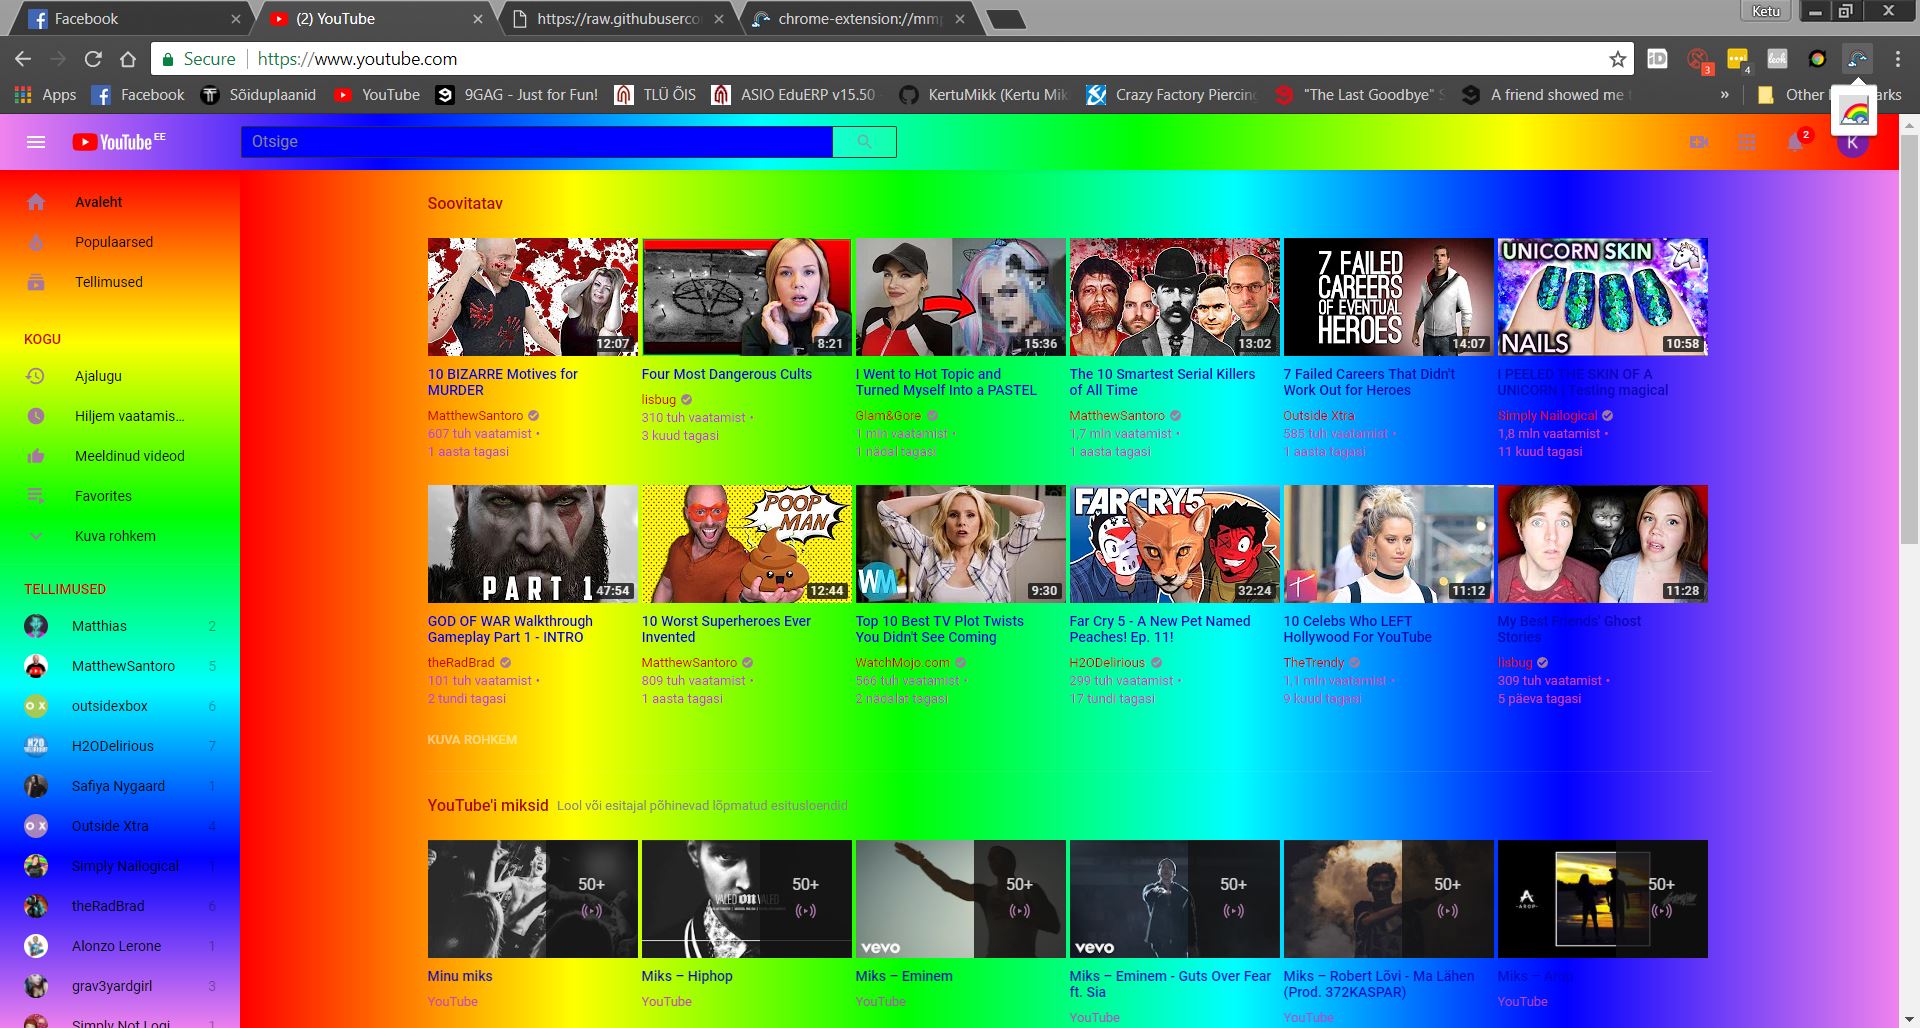 Facebook
(2) YouTube
https://raw.githubuserco
chrome-extension://mmp
Ketu
Secure
https://www.youtube.com
3
4
Apps
Facebook
Sõiduplaanid
YouTube
9GAG - Just for Fun!
TLÜ ÕIS
ASIO EduERP v15.50
KertuMikk (Kertu Mik
Crazy Factory Piercing
"The Last Goodbye" S
A friend showed me t
»
Other
arks
YouTube EE
Otsige
2
K
Avaleht
Populaarsed
Tellimused
KOGU
Ajalugu
Hiljem vaatamis...
Meeldinud videod
Favorites
Kuva rohkem
TELLIMUSED
Matthias 2
MatthewSantoro 5
outsidexbox 6
H2ODelirious 7
Safiya Nygaard 1
Outside Xtra 4
Simply Nailogical 1
theRadBrad 6
Alonzo Lerone 1
grav3yardgirl 3
Simply Not Logi 1
Soovitatav
12:07
10 BIZARRE Motives for
MURDER
MatthewSantoro
607 tuh vaatamist •
1 aasta tagasi
8:21
Four Most Dangerous Cults
lisbug
310 tuh vaatamist •
3 kuud tagasi
15:36
I Went to Hot Topic and
Turned Myself Into a PASTEL
Glam&Gore
1 mln vaatamist •
1 nädal tagasi
13:02
The 10 Smartest Serial Killers
of All Time
MatthewSantoro
1,7 mln vaatamist •
1 aasta tagasi
7 FAILED
CAREERS
OF EVENTUAL
HEROES
14:07
7 Failed Careers That Didn't
Work Out for Heroes
Outside Xtra
585 tuh vaatamist •
1 aasta tagasi
UNICORN SKIN
NAILS
10:58
I PEELED THE SKIN OF A
UNICORN | Testing magical
Simply Nailogical
1,8 mln vaatamist •
11 kuud tagasi
PART 1
47:54
GOD OF WAR Walkthrough
Gameplay Part 1 - INTRO
theRadBrad
101 tuh vaatamist •
2 tundi tagasi
POOP
MAN
12:44
10 Worst Superheroes Ever
Invented
MatthewSantoro
809 tuh vaatamist •
1 aasta tagasi
WM
9:30
Top 10 Best TV Plot Twists
You Didn't See Coming
WatchMojo.com
566 tuh vaatamist •
2 nädalat tagasi
FARCRY5
32:24
Far Cry 5 - A New Pet Named
Peaches! Ep. 11!
H2ODelirious
299 tuh vaatamist •
17 tundi tagasi
T
11:12
10 Celebs Who LEFT
Hollywood For YouTube
TheTrendy
1,1 mln vaatamist •
9 kuud tagasi
11:28
My Best Friends' Ghost
Stories
lisbug
309 tuh vaatamist •
5 päeva tagasi
KUVA ROHKEM
YouTube'i miksid Lool või esitajal põhinevad lõpmatud esitusloendid
50+
Minu miks
YouTube
50+
Miks – Hiphop
YouTube
vevo
50+
Miks – Eminem
YouTube
vevo
50+
Miks – Eminem - Guts Over Fear
ft. Sia
YouTube
50+
Miks – Robert Lõvi - Ma Lähen
(Prod. 372KASPAR)
YouTube
A
-AROP-
50+
Miks – Arop
YouTube